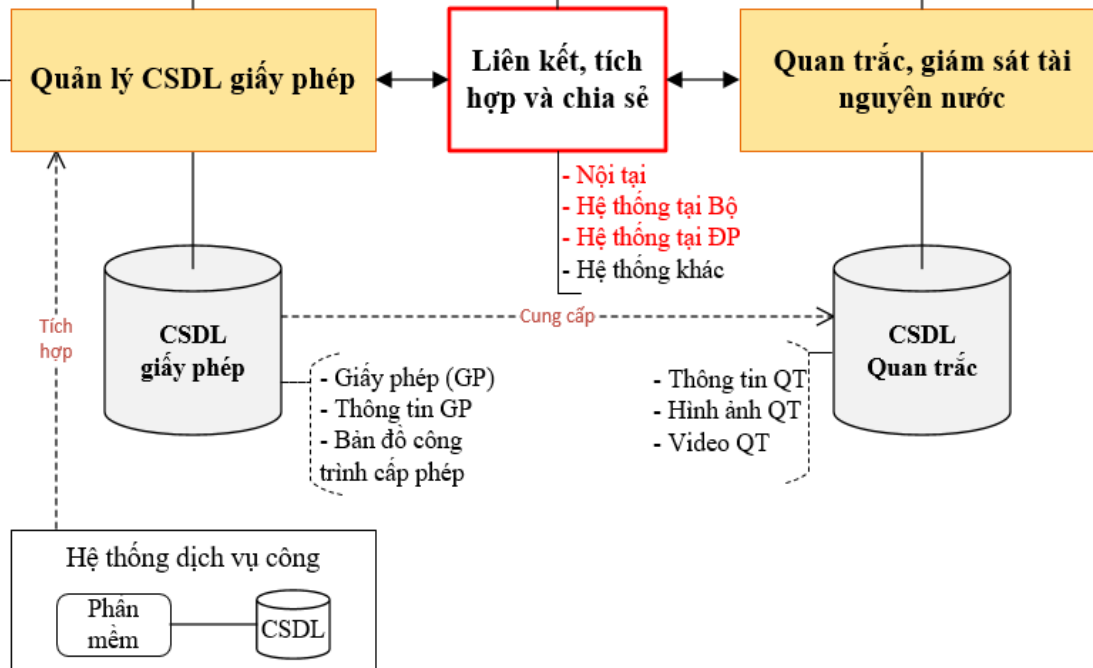 Quản lý CSDL giấy phép
Liên kết, tích
hợp và chia sẻ
Quan trắc, giám sát tài
nguyên nước
- Nội tại
- Hệ thống tại Bộ
- Hệ thống tại ĐP
- Hệ thống khác
Tích
hợp
Cung cấp
CSDL
giấy phép
CSDL
Quan trắc
- Giấy phép (GP)
- Thông tin GP
- Bản đồ công
trình cấp phép
- Thông tin QT
- Hình ảnh QT
- Video QT
Hệ thống dịch vụ công
Phần
mềm
CSDL